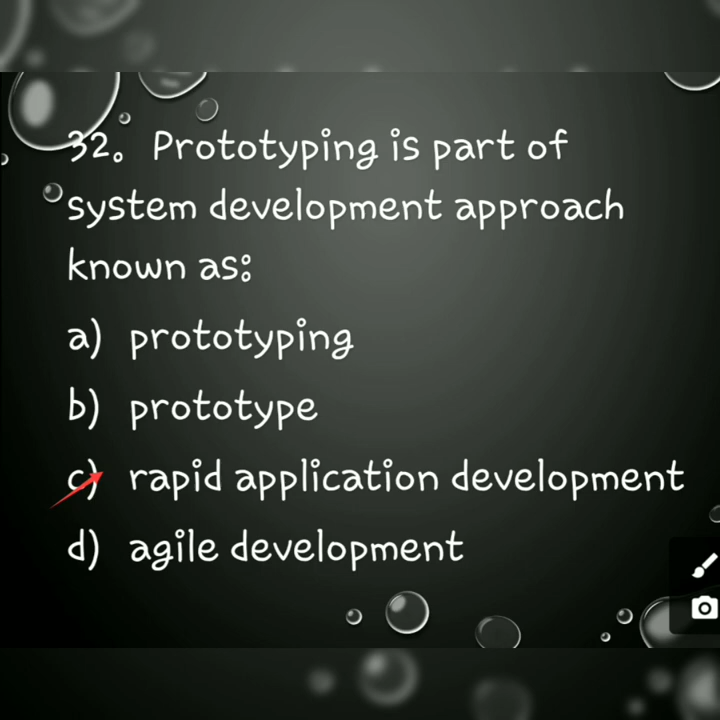 32. Prototyping is part of
system development approach
known as:
a) prototyping
b) prototype
c) rapid application development
d) agile development